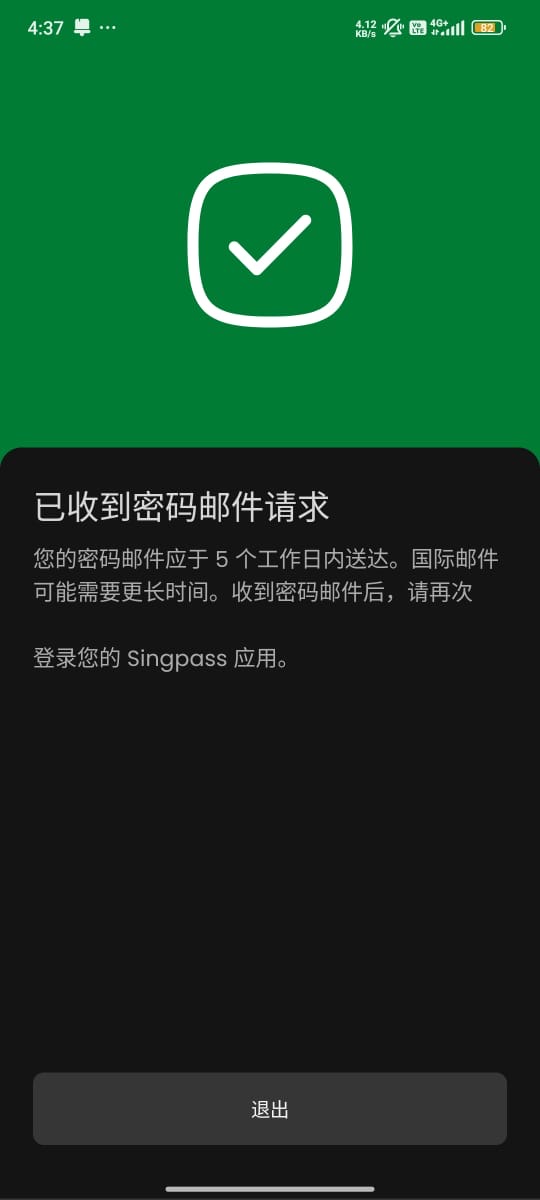 4:37
4.12
KB/s
Vo
LTE
4G+
82
已收到密码邮件请求
您的密码邮件应于 5 个工作日内送达。国际邮件
可能需要更长时间。收到密码邮件后，请再次
登录您的 Singpass 应用。
退出